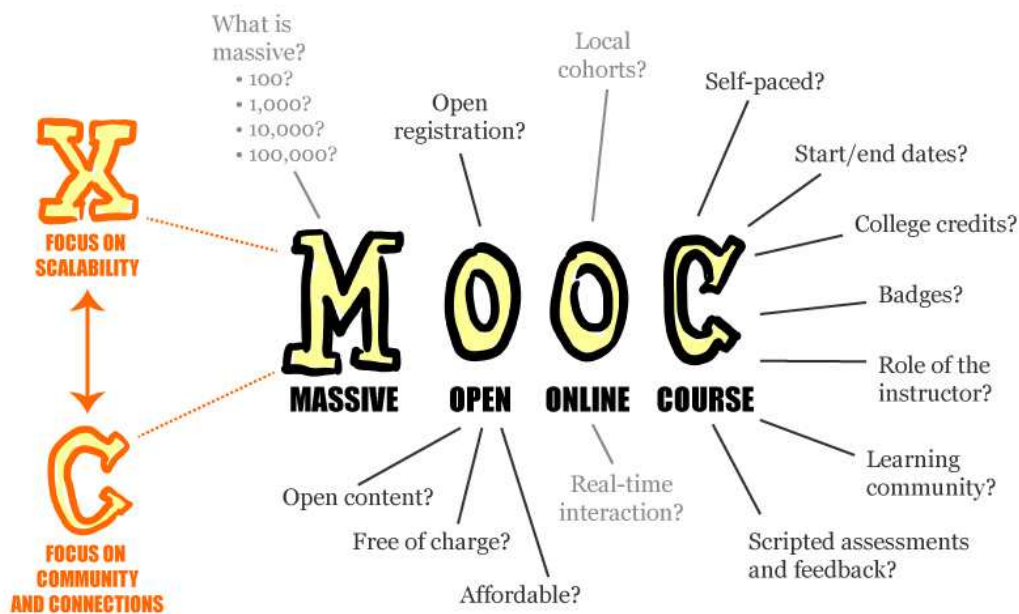 What is
massive?
• 100?
• 1,000?
• 10,000?
• 100,000?
Open
registration?
Local
cohorts?
Self-paced?
Start/end dates?
College credits?
Badges?
Role of the
instructor?
Learning
community?
Scripted assessments
and feedback?
X
FOCUS ON
SCALABILITY
C
FOCUS ON
COMMUNITY
AND CONNECTIONS
MOOC
MASSIVE OPEN ONLINE COURSE
Open content?
Free of charge?
Affordable?
Real-time
interaction?